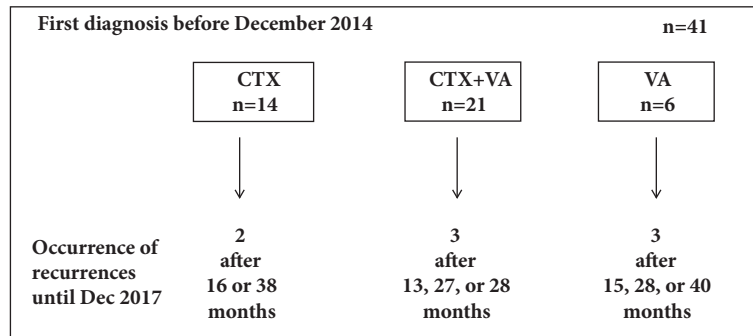 First diagnosis before December 2014
n=41
CTX
n=14
CTX+VA
n=21
VA
n=6
Occurrence of
recurrences
until Dec 2017
2
after
16 or 38
months
3
after
13, 27, or 28
months
3
after
15, 28, or 40
months